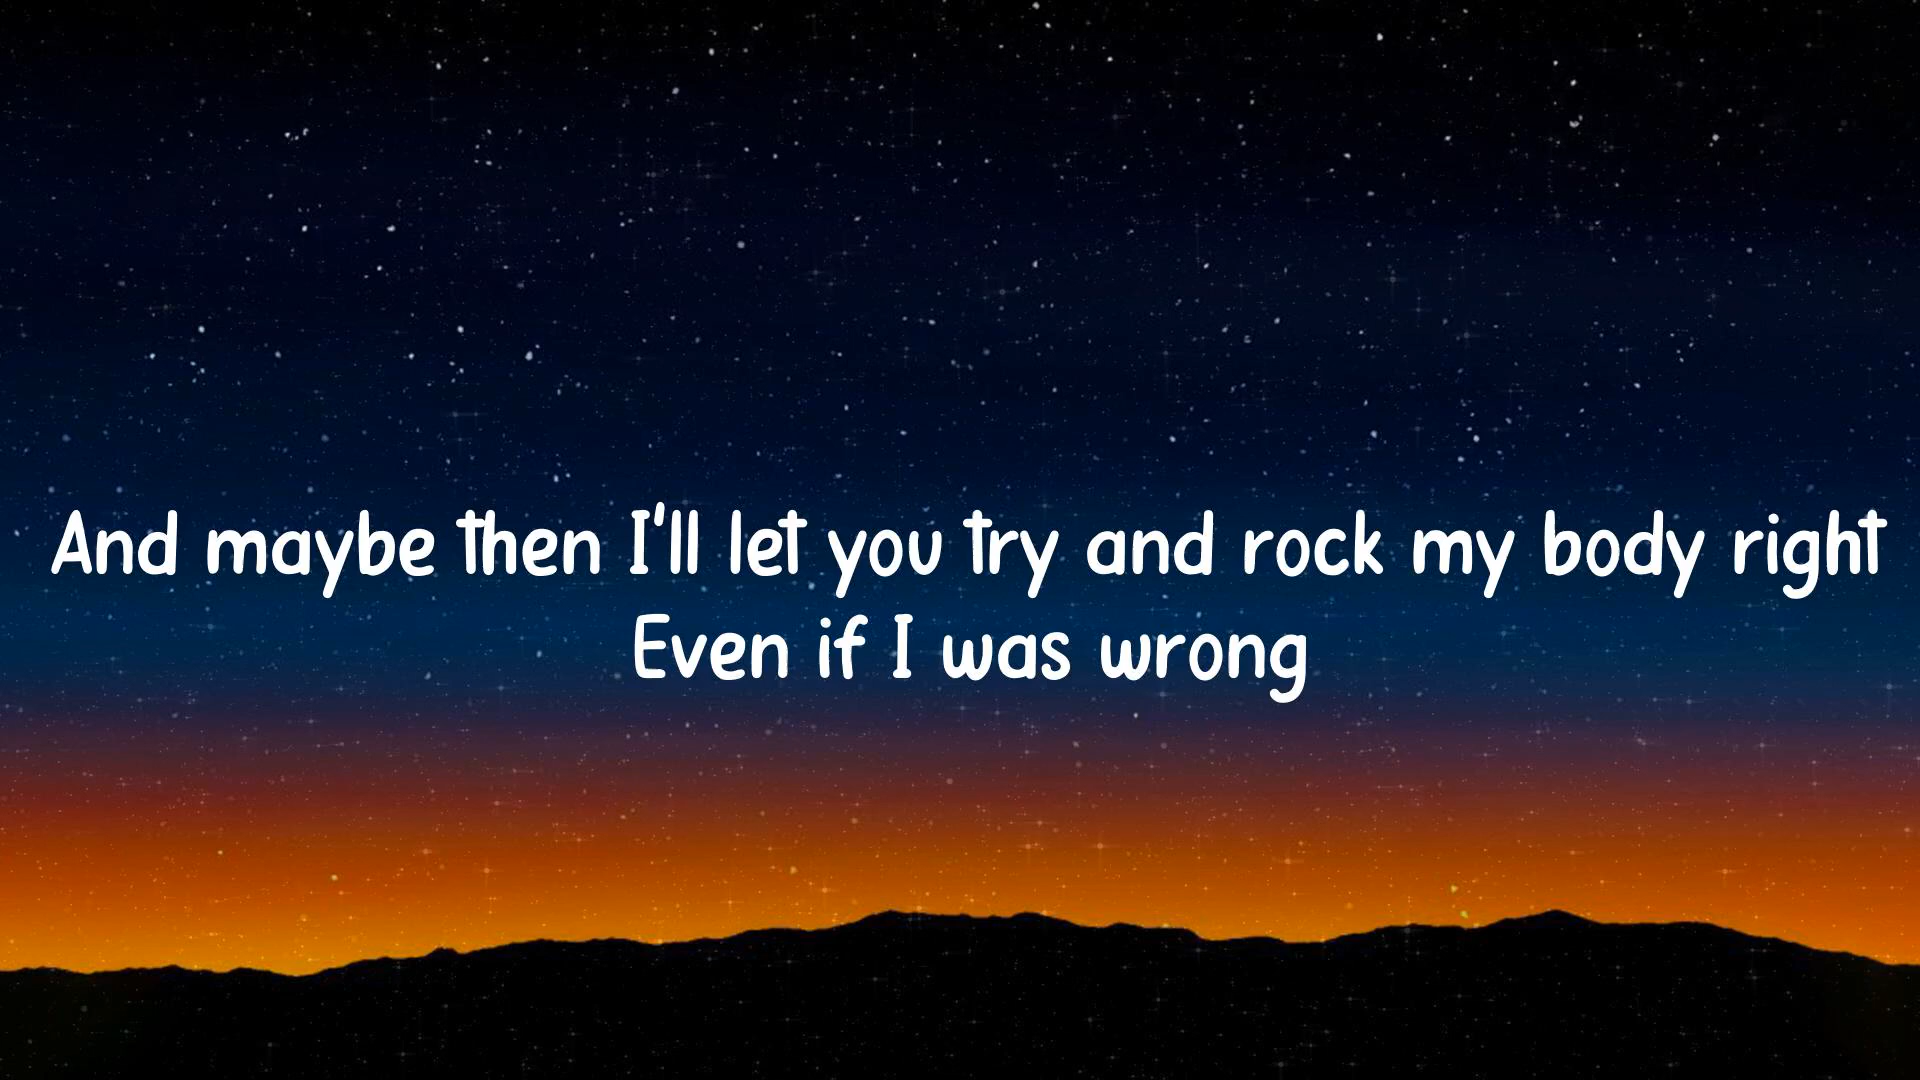 And maybe then I'll let you try and rock my body right
Even if I was wrong